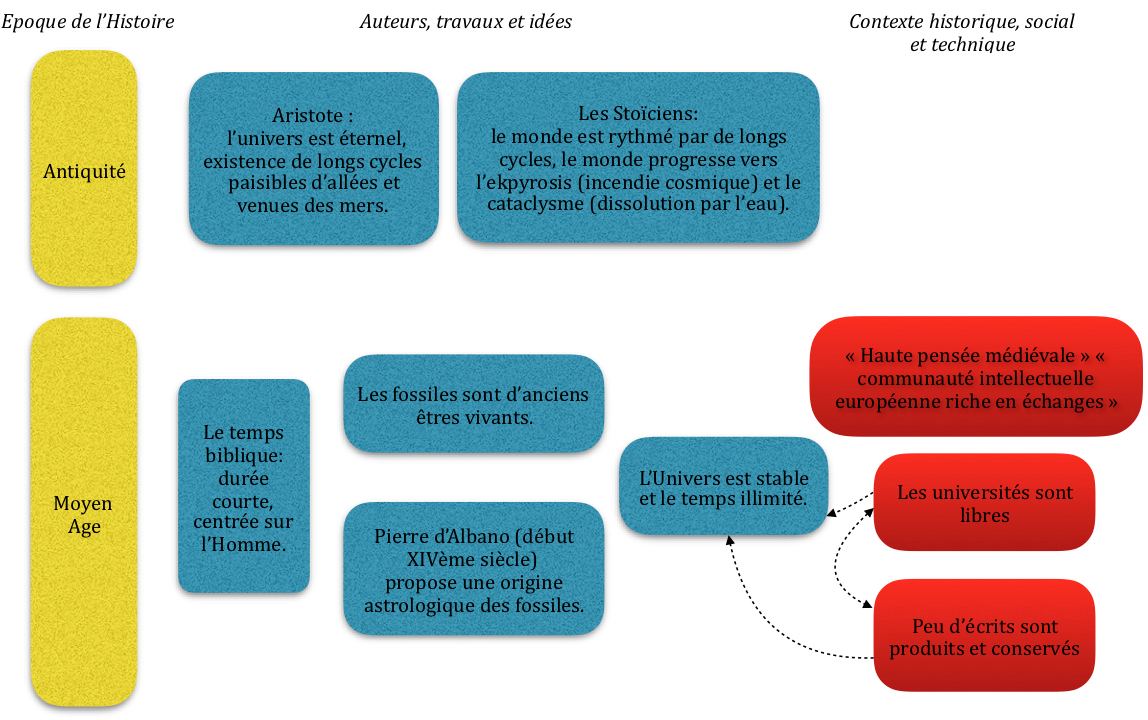 Epoque de l’Histoire
Auteurs, travaux et idées
Contexte historique, social
et technique
Antiquité
Aristote :
l’univers est éternel,
existence de longs cycles
paisibles d’allées et
venues des mers.
Les Stoïciens:
le monde est rythmé par de longs
cycles, le monde progresse vers
l’ekpyrosis (incendie cosmique) et le
cataclysme (dissolution par l’eau).
Moyen
Age
Le temps
biblique:
durée
courte,
centrée sur
l’Homme.
Les fossiles sont d’anciens
êtres vivants.
Pierre d’Albano (début
XIVème siècle)
propose une origine
astrologique des fossiles.
L’Univers est stable
et le temps illimité.
« Haute pensée médiévale » «
communauté intellectuelle
européenne riche en échanges »
Les universités sont
libres
Peu d’écrits sont
produits et conservés